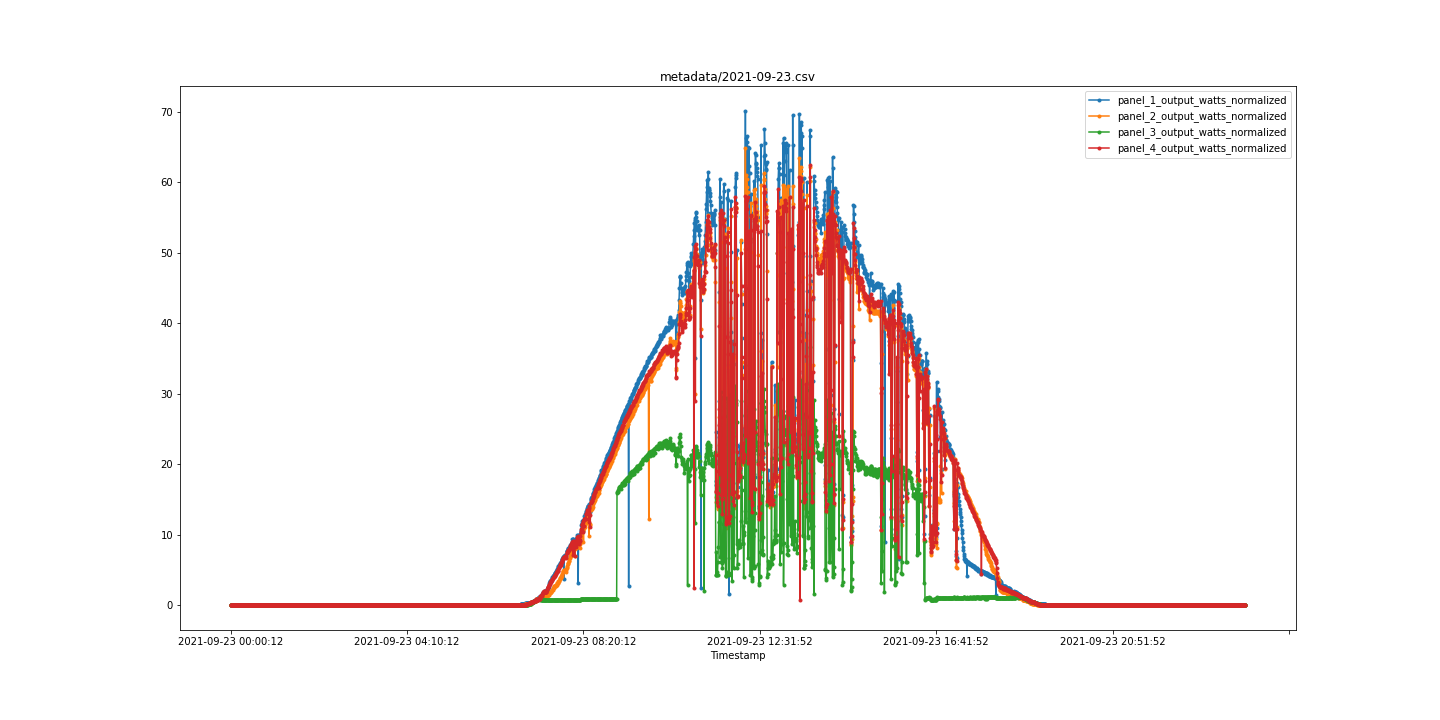 metadata/2021-09-23.csv
panel_1_output_watts_normalized
panel_2_output_watts_normalized
panel_3_output_watts_normalized
panel_4_output_watts_normalized
70
60
50
40
30
20
10
0
2021-09-23 00:00:12 2021-09-23 04:10:12 2021-09-23 08:20:12 2021-09-23 12:31:52 2021-09-23 16:41:52 2021-09-23 20:51:52
Timestamp